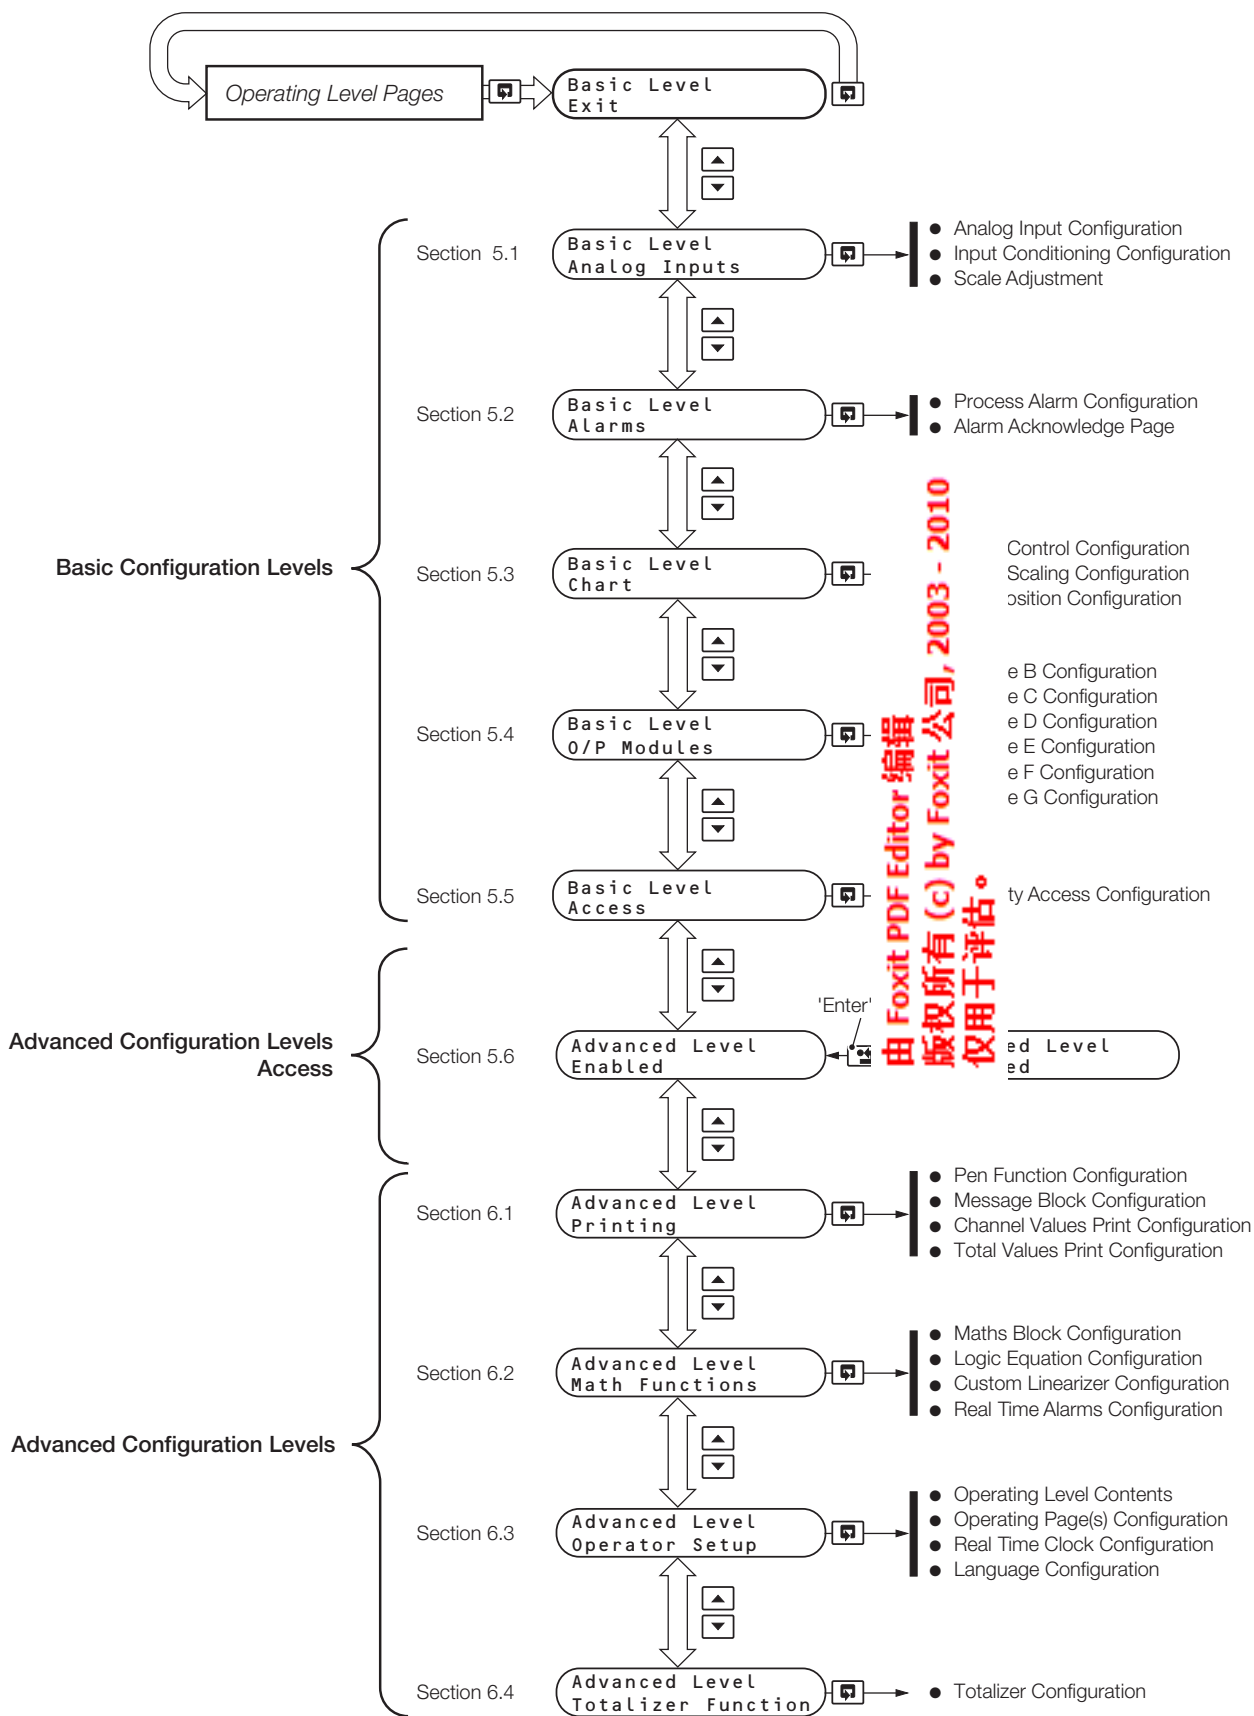 Operating Level Pages
Basic Level
Exit
Section 5.1
Basic Level
Analog Inputs
● Analog Input Configuration
● Input Conditioning Configuration
● Scale Adjustment
Section 5.2
Basic Level
Alarms
● Process Alarm Configuration
● Alarm Acknowledge Page
Basic Configuration Levels
Section 5.3
Basic Level
Chart
Control Configuration
Scaling Configuration
osition Configuration
Section 5.4
Basic Level
O/P Modules
e B Configuration
e C Configuration
e D Configuration
e E Configuration
e F Configuration
e G Configuration
Section 5.5
Basic Level
Access
ty Access Configuration
由 Foxit PDF Editor 编辑
版权所有 (c) by Foxit 公司, 2003 - 2010
仅用于评估。
Advanced Configuration Levels
Access
Section 5.6
Advanced Level
Enabled
'Enter'
ed Level
ed
Section 6.1
Advanced Level
Printing
● Pen Function Configuration
● Message Block Configuration
● Channel Values Print Configuration
● Total Values Print Configuration
Section 6.2
Advanced Level
Math Functions
● Maths Block Configuration
● Logic Equation Configuration
● Custom Linearizer Configuration
● Real Time Alarms Configuration
Advanced Configuration Levels
Section 6.3
Advanced Level
Operator Setup
● Operating Level Contents
● Operating Page(s) Configuration
● Real Time Clock Configuration
● Language Configuration
Section 6.4
Advanced Level
Totalizer Function
● Totalizer Configuration